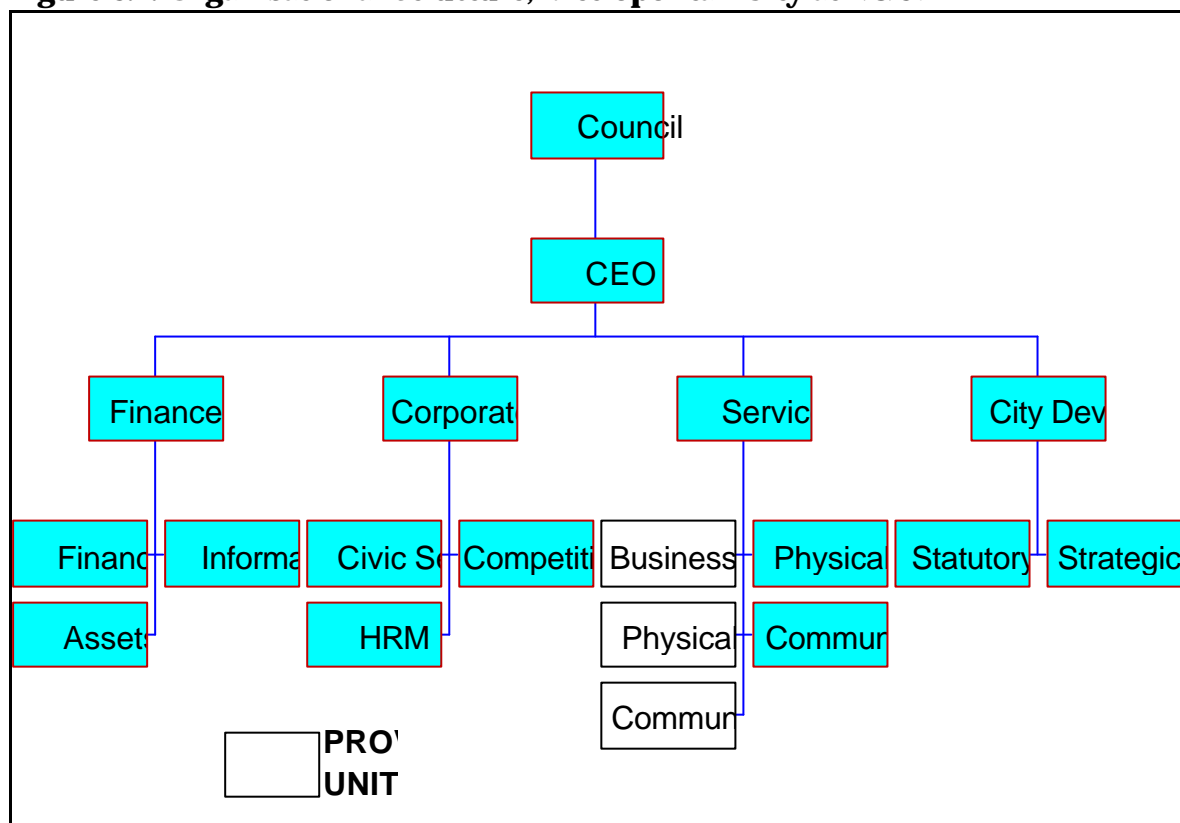 Council
CEO
Finance
Corporat
Servic
City Dev
Financ
Informa
Civic Se
Competiti
Business
Physical
Statutory
Strategic
Assets
HRM
Physical
Commun
Commun
PROV
UNIT